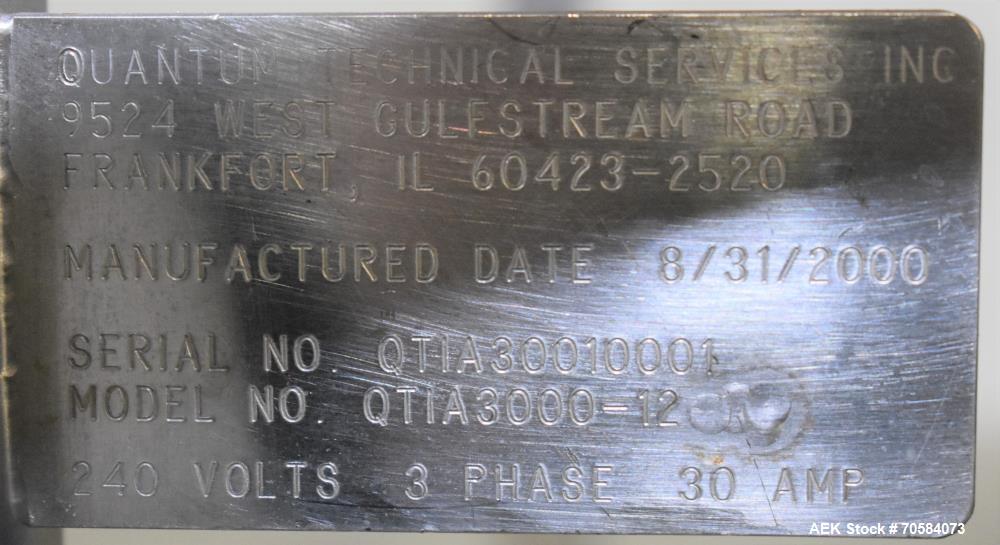 QUANTUM TECHNICAL SERVICES INC
9524 WEST GULFSTREAM ROAD
FRANKFORT, IL 60423-2520
MANUFACTURED DATE 8/31/2000
SERIAL NO. QTIA30010001
MODEL NO. QTIA3000-12
240 VOLTS 3 PHASE 30 AMP
AEK Stock #70584073